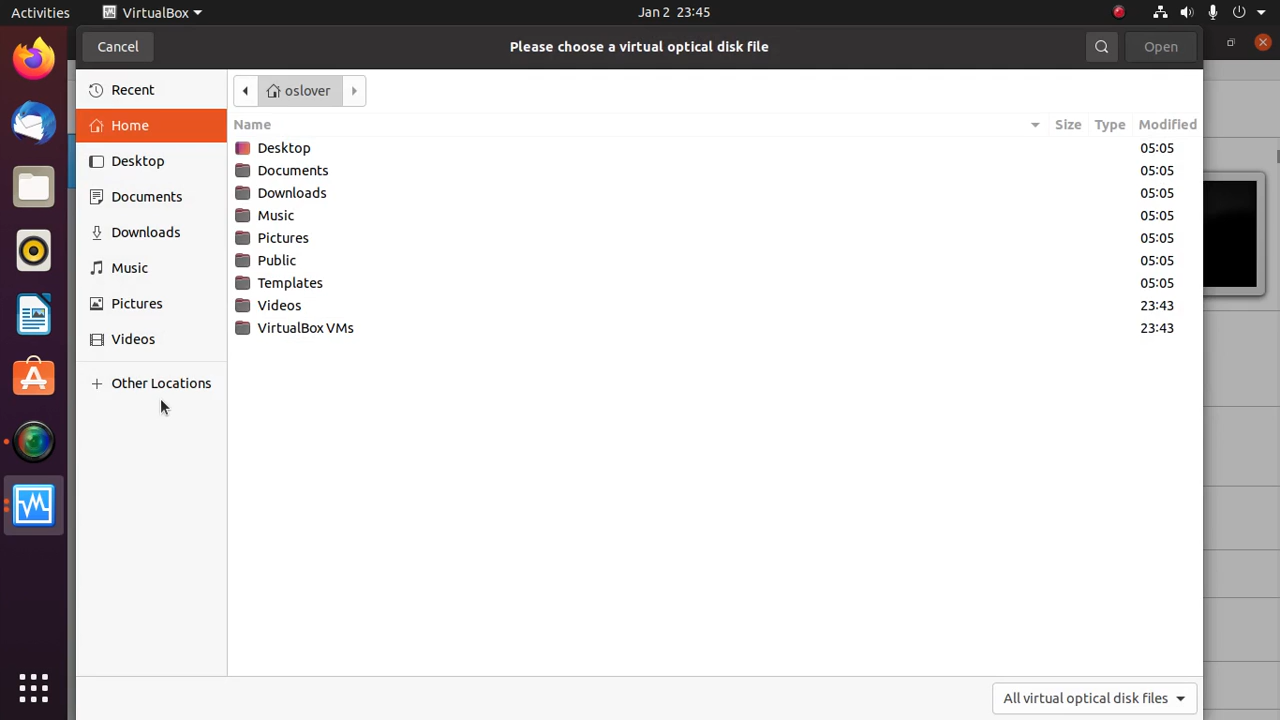 Activities VirtualBox Jan 2 23:45
Cancel Please choose a virtual optical disk file Open
Recent
Home
Desktop
Documents
Downloads
Music
Pictures
Videos
Other Locations
oslover
Name Size Type Modified
Desktop 05:05
Documents 05:05
Downloads 05:05
Music 05:05
Pictures 05:05
Public 05:05
Templates 05:05
Videos 23:43
VirtualBox VMs 23:43
All virtual optical disk files